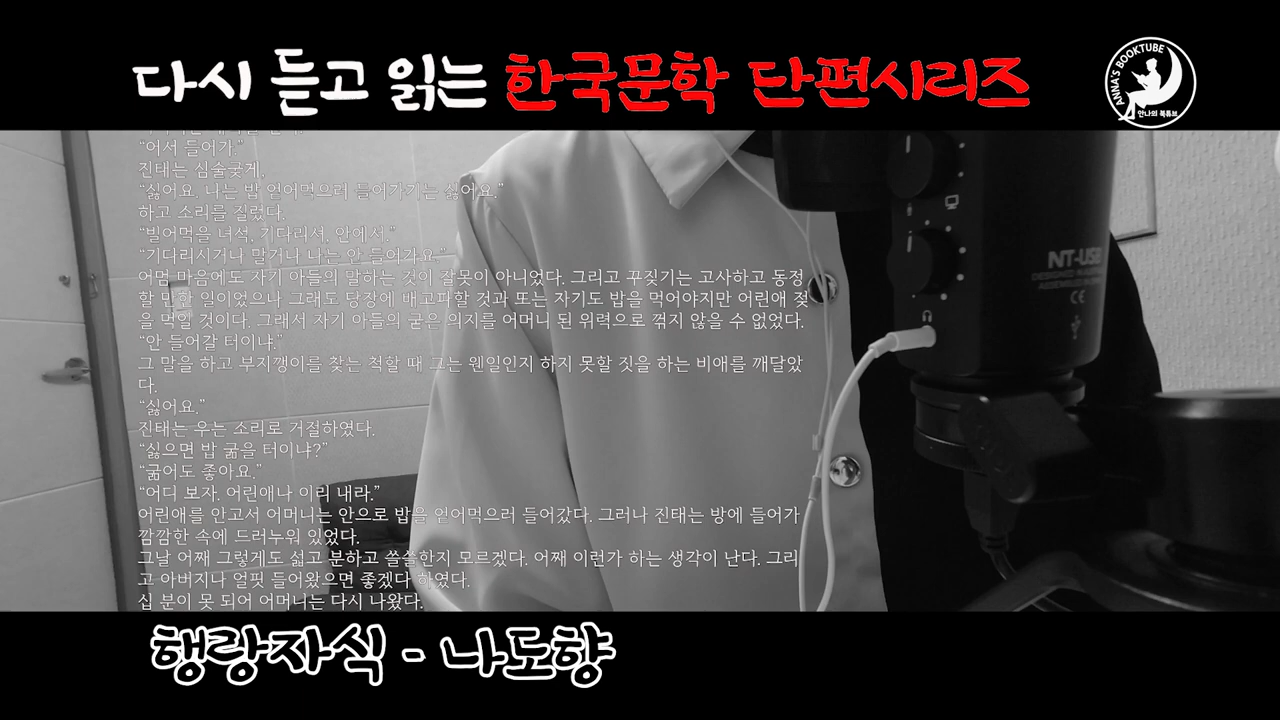 다시 듣고 읽는 한국문학 단편시리즈
ANNA'S BOOKTUBE
안나의 북튜브
“어서 들어가.”
진태는 심술궂게,
“싫어요. 나는 밥 얻어먹으러 들어가기는 싫어요.”
하고 소리를 질렀다.
“빌어먹을 녀석, 기다리셔, 안에서.”
“기다리시거나 말거나 나는 안 들어가요.”
어멈 마음에도 자기 아들의 말하는 것이 잘못이 아니었다. 그리고 꾸짖기는 고사하고 동정
할 만한 일이었으나 그래도 당장에 배고파할 것과 또는 자기도 밥을 먹어야지만 어린애 젖
을 먹일 것이다. 그래서 자기 아들의 굳은 의지를 어머니 된 위력으로 꺾지 않을 수 없었다.
“안 들어갈 터이냐.”
그 말을 하고 부지깽이를 찾는 척할 때 그는 웬일인지 하지 못할 짓을 하는 비애를 깨달았
다.
“싫어요.”
진태는 우는 소리로 거절하였다.
“싫으면 밥 굶을 터이냐?”
“굶어도 좋아요.”
“어디 보자. 어린애나 이리 내라.”
어린애를 안고서 어머니는 안으로 밥을 얻어먹으러 들어갔다. 그러나 진태는 방에 들어가
깜깜한 속에 드러누워 있었다.
그날 어째 그렇게도 섧고 분하고 쓸쓸한지 모르겠다. 어째 이런가 하는 생각이 난다. 그리
고 아버지나 얼핏 들어왔으면 좋겠다 하였다.
십 분이 못 되어 어머니는 다시 나왔다.
NT-USB
CE
행랑자식 - 나도향